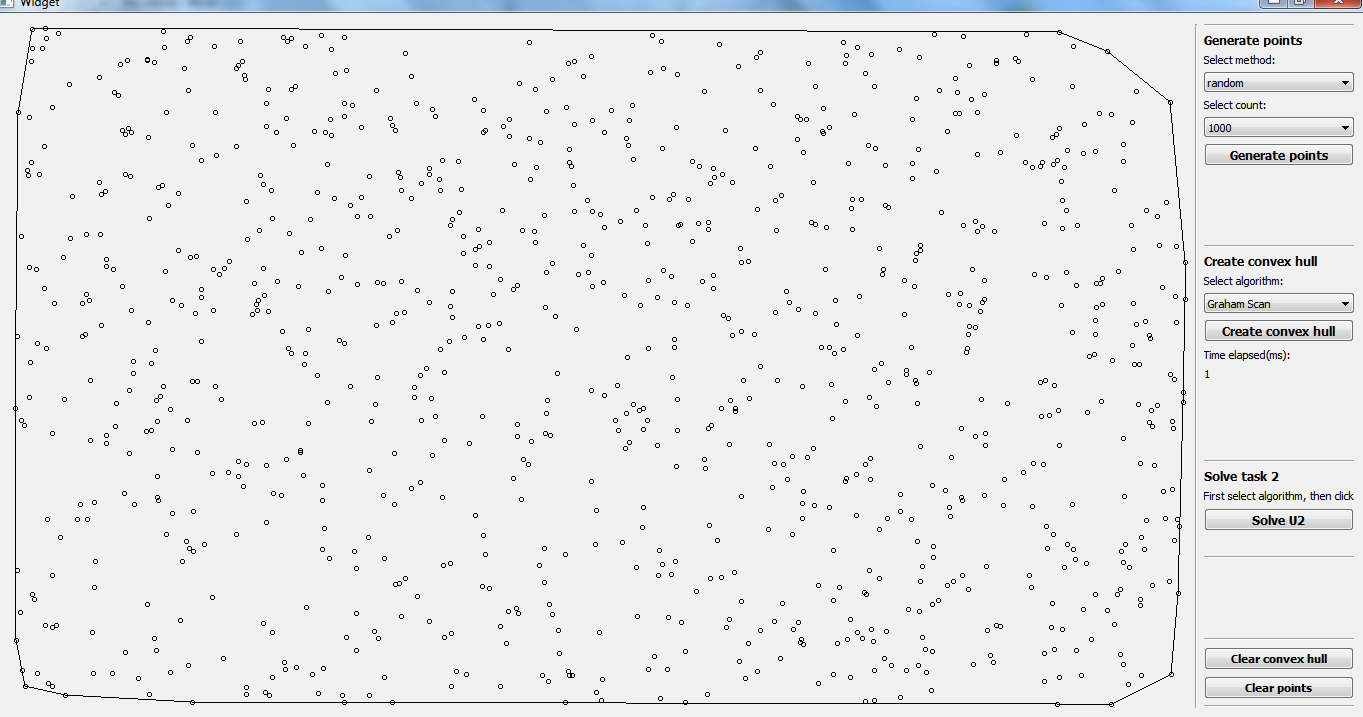 Widget
Generate points
Select method:
random
Select count:
1000
Generate points
Create convex hull
Select algorithm:
Graham Scan
Create convex hull
Time elapsed(ms):
1
Solve task 2
First select algorithm, then click
Solve U2
Clear convex hull
Clear points